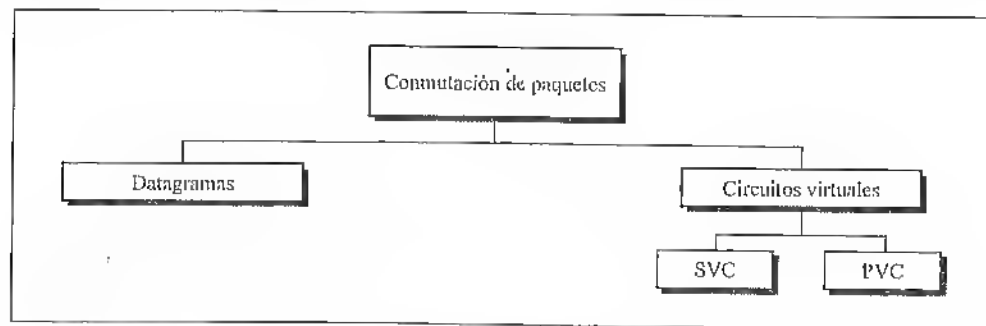 Conmutación de paquetes
Datagramas
Circuitos virtuales
SVC
PVC